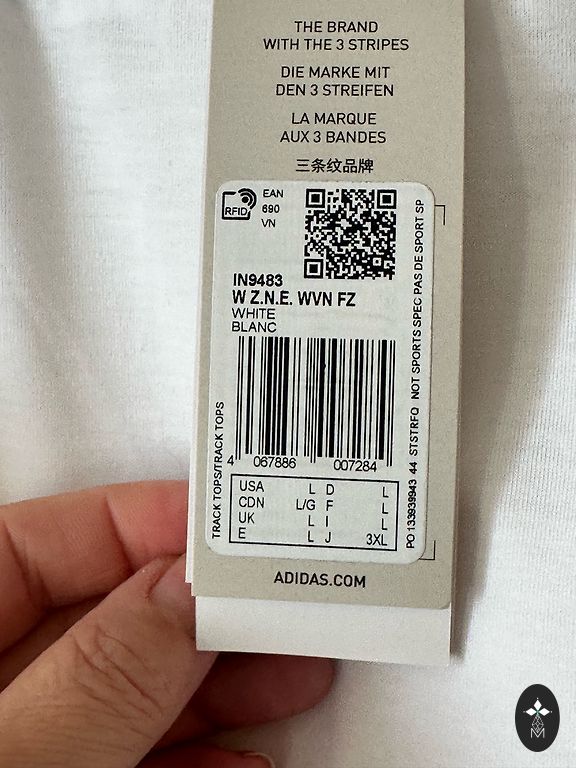 THE BRAND
WITH THE 3 STRIPES
DIE MARKE MIT
DEN 3 STREIFEN
LA MARQUE
AUX 3 BANDES
三条纹品牌
RFID
EAN
690
VN
IN9483
W Z.N.E. WVN FZ
WHITE
BLANC
TRACK TOPS/TRACK TOPS
4 067886 007284
USA L D L
CDN L/G F L
UK L I L
E L J 3XL
PO 133939943 44 STSTRFQ NOT SPORTS SPEC PAS DE SPORT SP
ADIDAS.COM
M